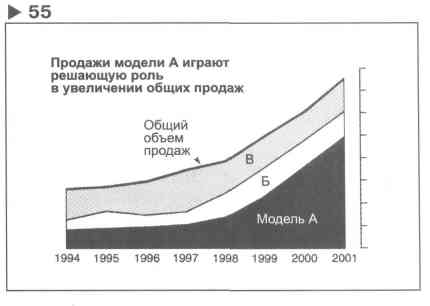 ► 55
Продажи модели А играют
решающую роль
в увеличении общих продаж
Общий
объем
продаж
В
Б
Модель А
1994 1995 1996 1997 1998 1999 2000 2001